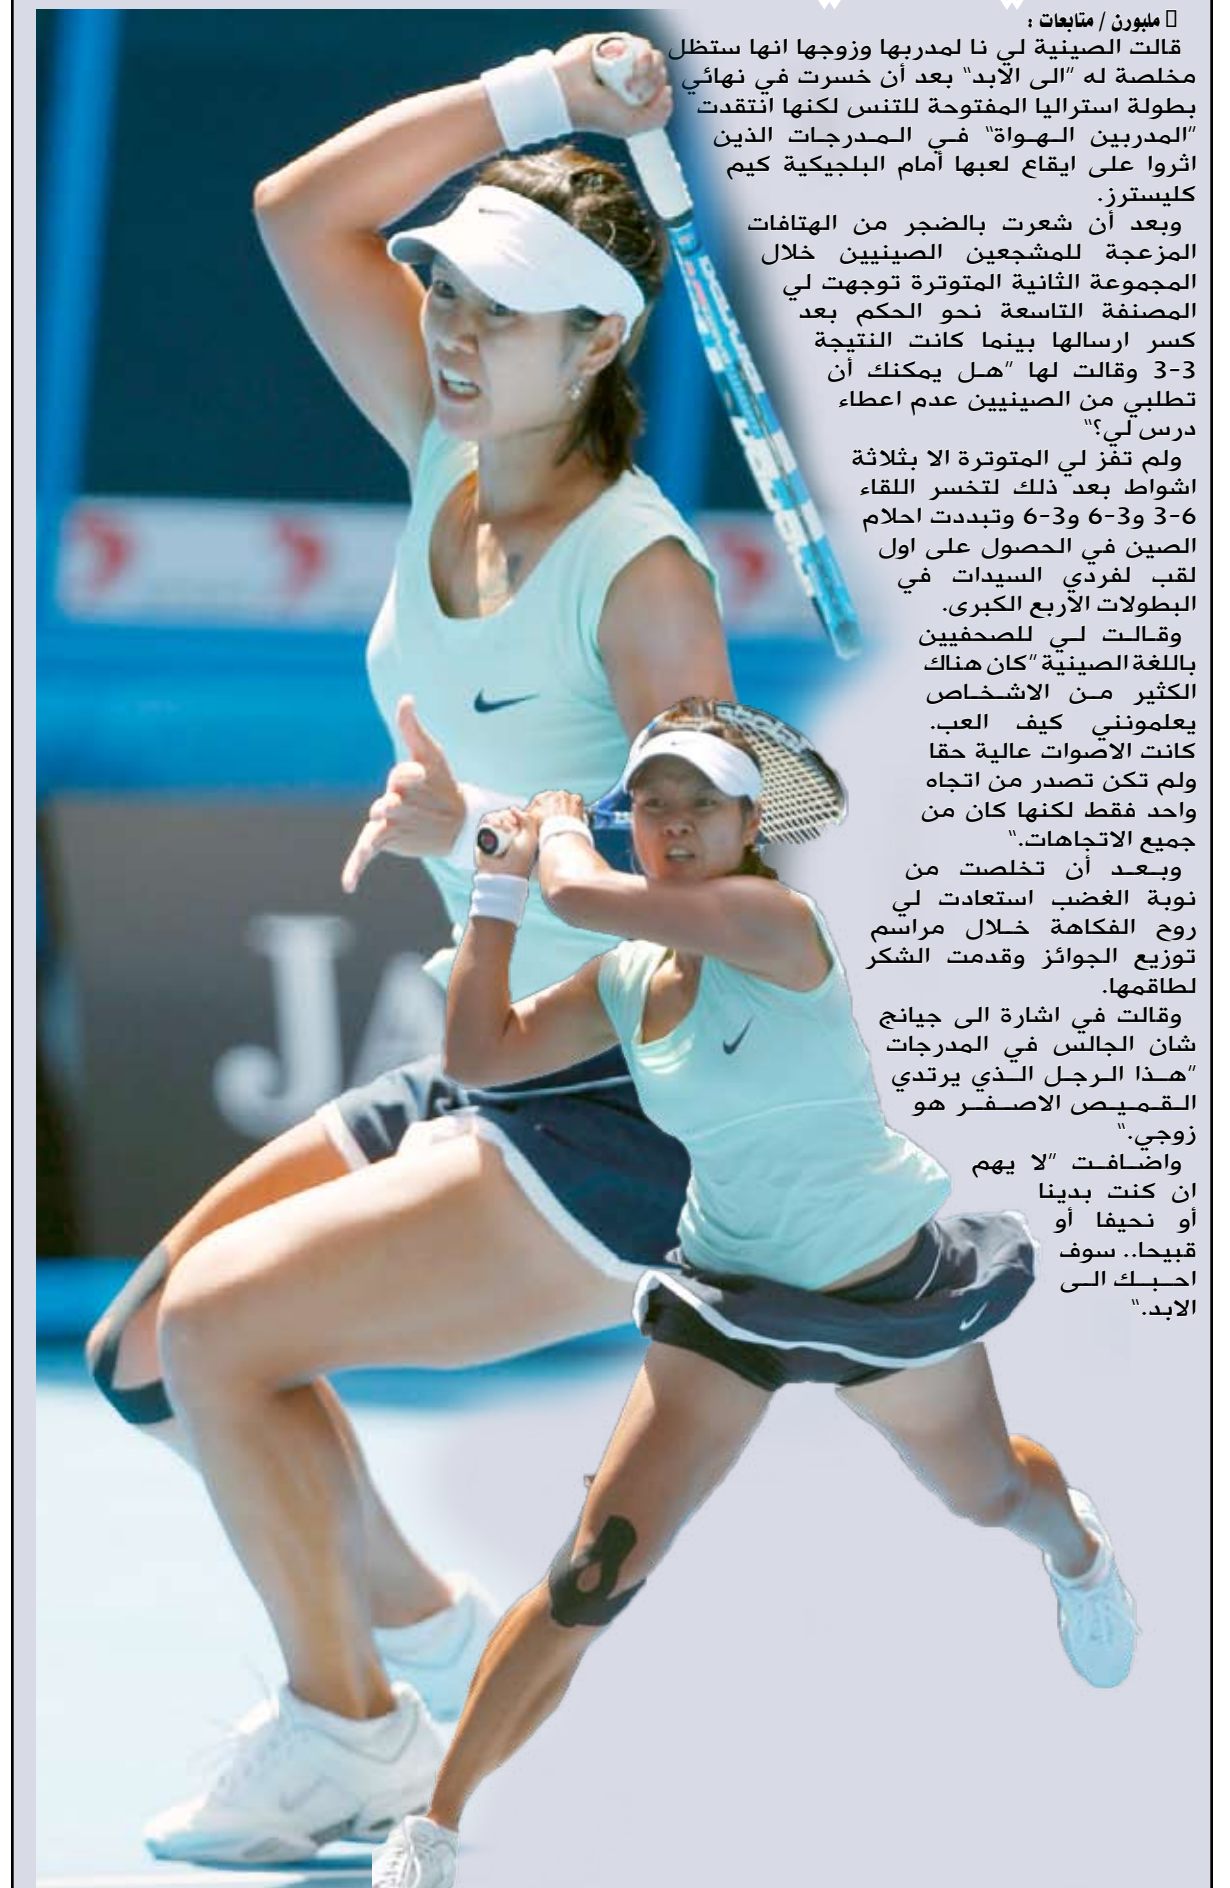 ملبورن / متابعات :
قالت الصينية لي نا لمدربها وزوجها انها ستظل
مخلصة له "الى الابد" بعد أن خسرت في نهائي
بطولة استراليا المفتوحة للتنس لكنها انتقدت
"المدربين الهواة" في المدرجات الذين
اثروا على ايقاع لعبها أمام البلجيكية كيم
كليسترز.
وبعد أن شعرت بالضجر من الهتافات
المزعجة للمشجعين الصينيين خلال
المجموعة الثانية المتوترة توجهت لي
المصنفة التاسعة نحو الحكم بعد
كسر ارسالها بينما كانت النتيجة
3-3 وقالت لها "هل يمكنك أن
تطلبي من الصينيين عدم اعطاء
درس لي؟"
ولم تفز لي المتوترة الا بثلاثة
اشواط بعد ذلك لتخسر اللقاء
3-6 و3-6 و3-6 وتبددت احلام
الصين في الحصول على اول
لقب لفردي السيدات في
البطولات الاربع الكبرى.
وقالت لي للصحفيين
باللغة الصينية "كان هناك
الكثير من الاشخاص
يعلمونني كيف العب.
كانت الاصوات عالية حقا
ولم تكن تصدر من اتجاه
واحد فقط لكنها كان من
جميع الاتجاهات."
وبعد أن تخلصت من
نوبة الغضب استعادت لي
روح الفكاهة خلال مراسم
توزيع الجوائز وقدمت الشكر
لطاقمها.
وقالت في اشارة الى جيانج
شان الجالس في المدرجات
"هذا الرجل الذي يرتدي
القميص الاصفر هو
زوجي."
واضافت "لا يهم
ان كنت بدينا
أو نحيفا أو
قبيحا.. سوف
احبك الى
الابد."
JA